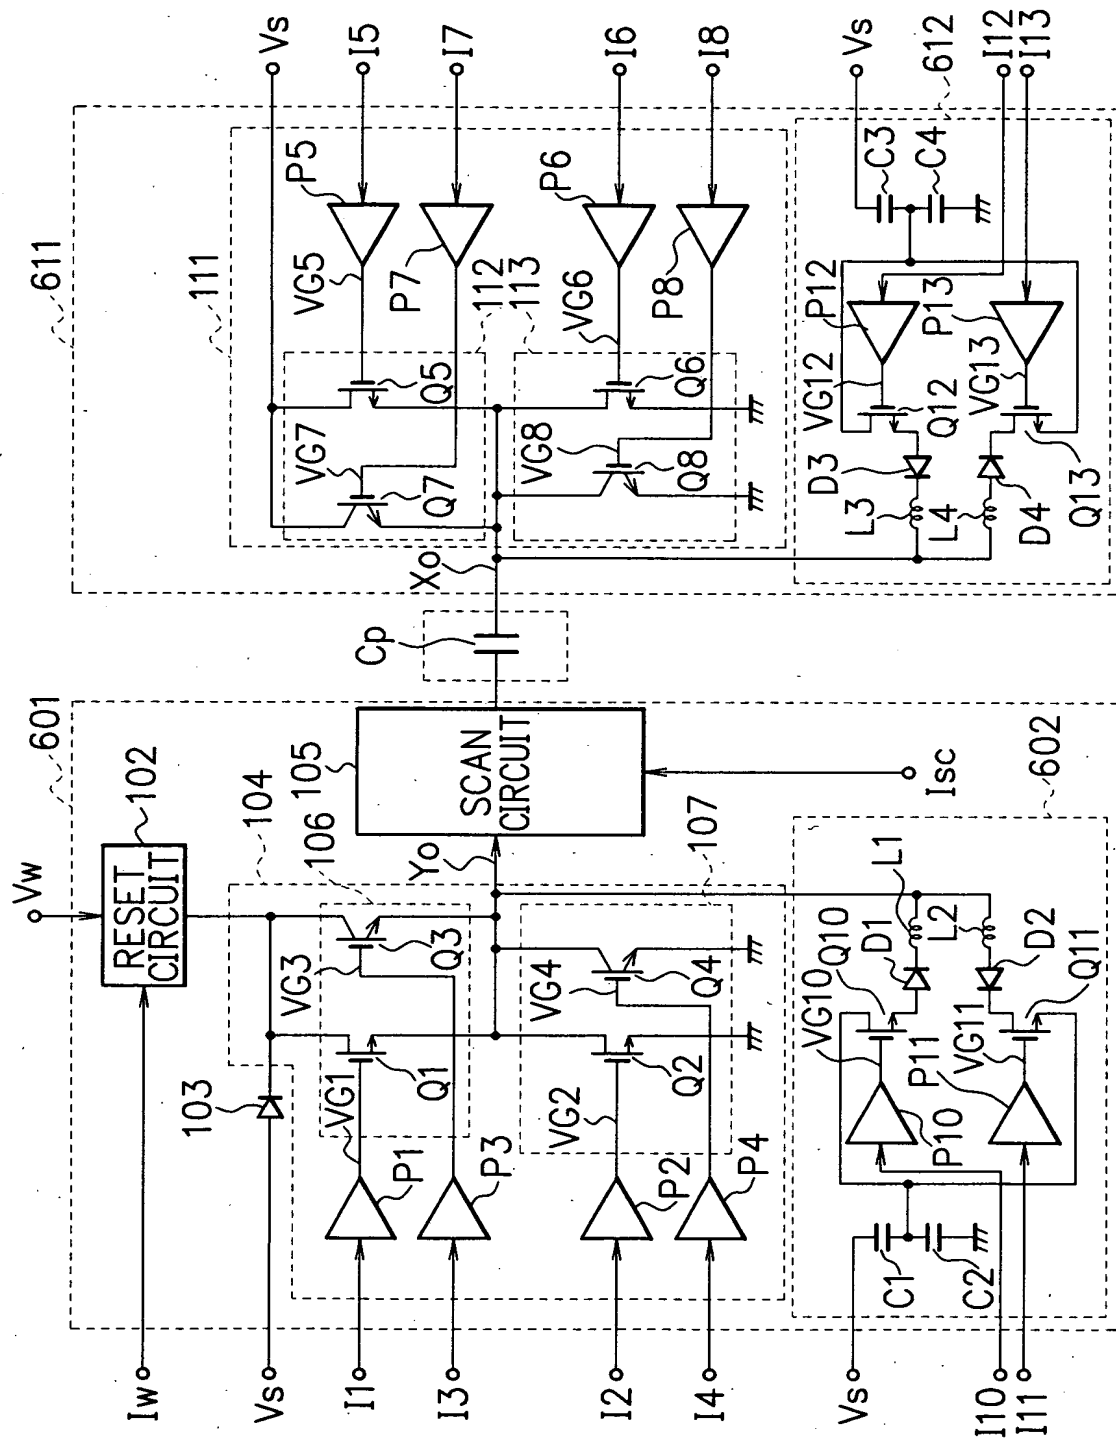 Vw
Iw
Vs
I1
I3
I2
I4
Vs
I10
I11
601
RESET
CIRCUIT
102
103
104
105
106
107
VG1
Q1
VG3
Q3
P1
P3
VG2
Q2
VG4
Q4
P2
P4
Yo
SCAN
CIRCUIT
Isc
602
C1
C2
P10
P11
VG10
Q10
VG11
Q11
D1
L1
L2
D2
Cp
Xo
611
111
112
113
VG7
Q7
Q5
VG5
P5
P7
VG8
Q8
Q6
VG6
P6
P8
Vs
I5
I7
I6
I8
Vs
612
I12
I13
C3
C4
P12
P13
VG12
Q12
VG13
Q13
D3
L3
L4
D4